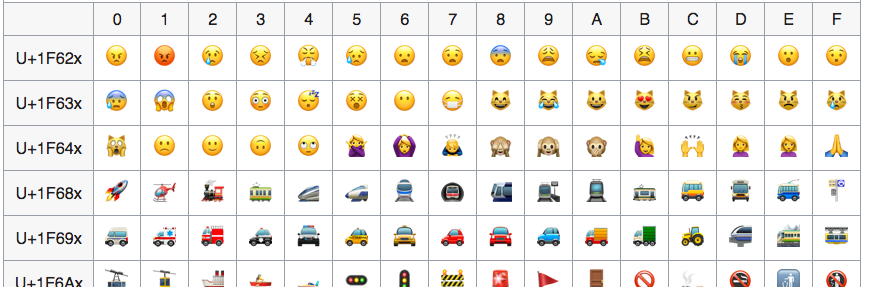 0 1 2 3 4 5 6 7 8 9 A B C D E F
U+1F62x 😠 😡 😢 😣 😤 😥 😦 😧 😨 😩 😪 😫 😬 😭 😮 😯
U+1F63x 😰 😱 😲 😳 😴 😵 😶 😷 😸 😹 😺 😻 😼 😽 😾 😿
U+1F64x 🙀 🙁 🙂 🙃 🙄 🙅 🙆 🙇 🙈 🙉 🙊 🙋 🙌 🙍 🙎 🙏
U+1F68x 🚀 🚁 🚂 🚃 🚄 🚅 🚆 🚇 🚈 🚉 🚊 🚋 🚌 🚍 🚎 🚏
U+1F69x 🚐 🚑 🚒 🚓 🚔 🚕 🚖 🚗 🚘 🚙 🚚 🚛 🚜 🚝 🚞 🚟
U+1F6Ax 🚠 🚡 🚢 🚣 🚤 🚥 🚦 🚧 🚨 🚩 🚪 🚫 🚬 🚭 🚮 🚯